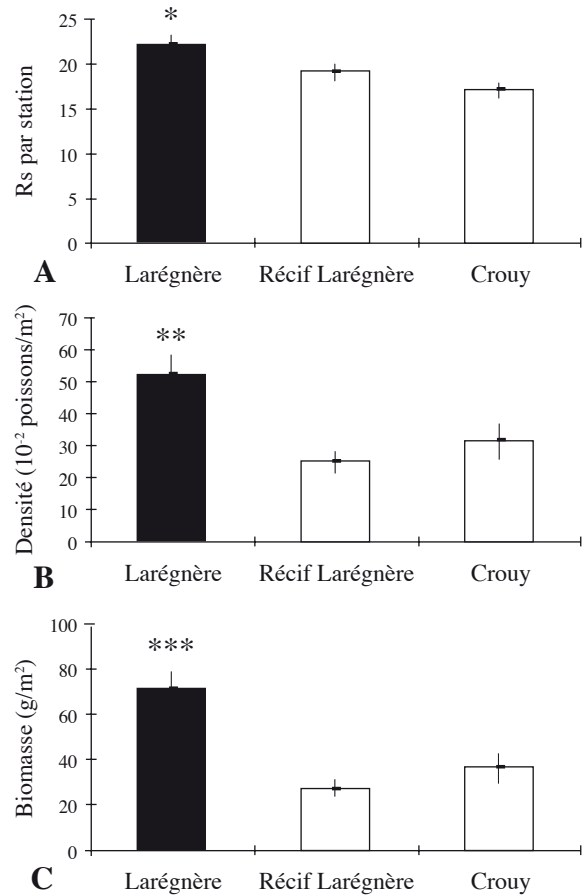 *
25
20
15
10
5
0
Rs par station
A
Larégnère Récif Larégnère Crouy
**
70
60
50
40
30
20
10
0
Densité (10⁻² poissons/m²)
B
Larégnère Récif Larégnère Crouy
***
100
80
60
40
20
0
Biomasse (g/m²)
C
Larégnère Récif Larégnère Crouy